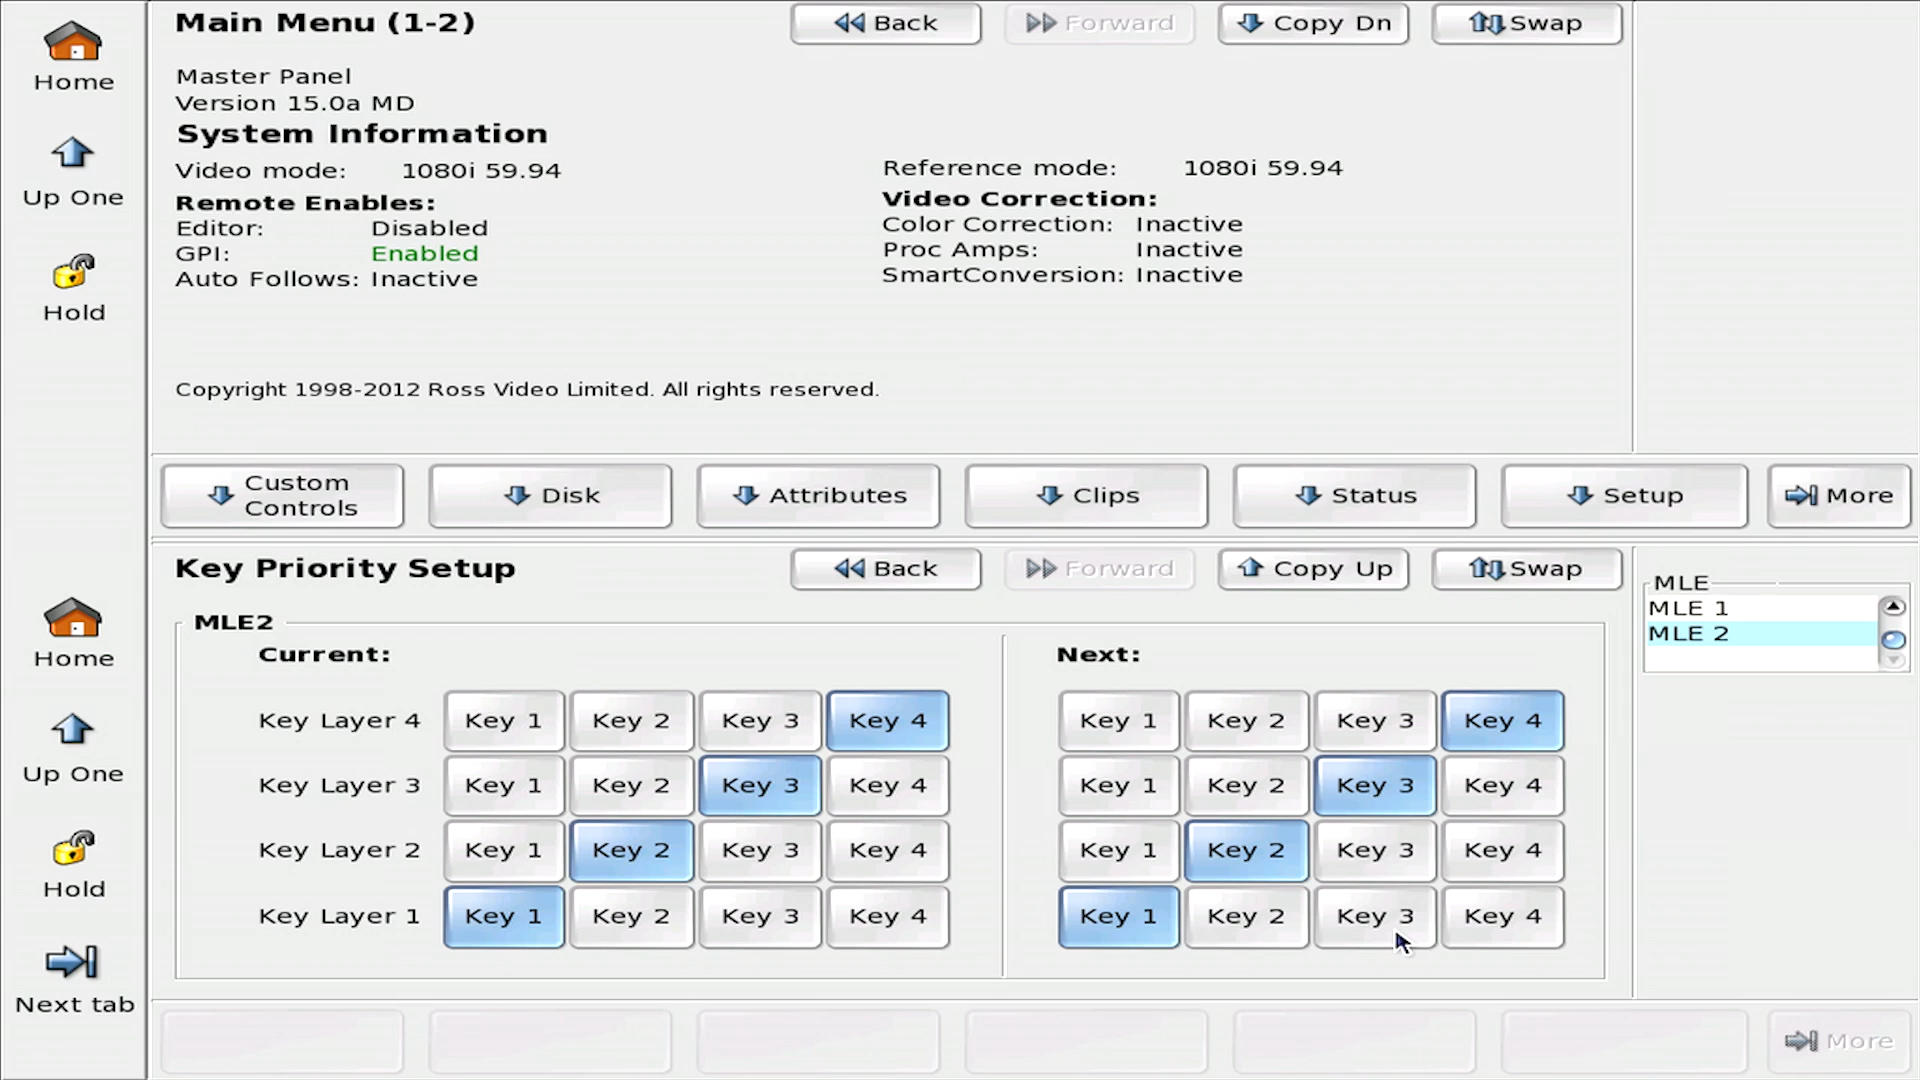 Main Menu (1-2)
Back
Forward
Copy Dn
Swap
Home
Up One
Hold
Master Panel
Version 15.0a MD
System Information
Video mode: 1080i 59.94
Reference mode: 1080i 59.94
Remote Enables:
Video Correction:
Editor: Disabled
Color Correction: Inactive
GPI: Enabled
Proc Amps: Inactive
Auto Follows: Inactive
SmartConversion: Inactive
Copyright 1998-2012 Ross Video Limited. All rights reserved.
Custom
Controls
Disk
Attributes
Clips
Status
Setup
More
Key Priority Setup
Back
Forward
Copy Up
Swap
Home
Up One
Hold
Next tab
MLE
MLE 1
MLE 2
MLE2
Current:
Next:
Key Layer 4 Key 1 Key 2 Key 3 Key 4 Key 1 Key 2 Key 3 Key 4
Key Layer 3 Key 1 Key 2 Key 3 Key 4 Key 1 Key 2 Key 3 Key 4
Key Layer 2 Key 1 Key 2 Key 3 Key 4 Key 1 Key 2 Key 3 Key 4
Key Layer 1 Key 1 Key 2 Key 3 Key 4 Key 1 Key 2 Key 3 Key 4
More